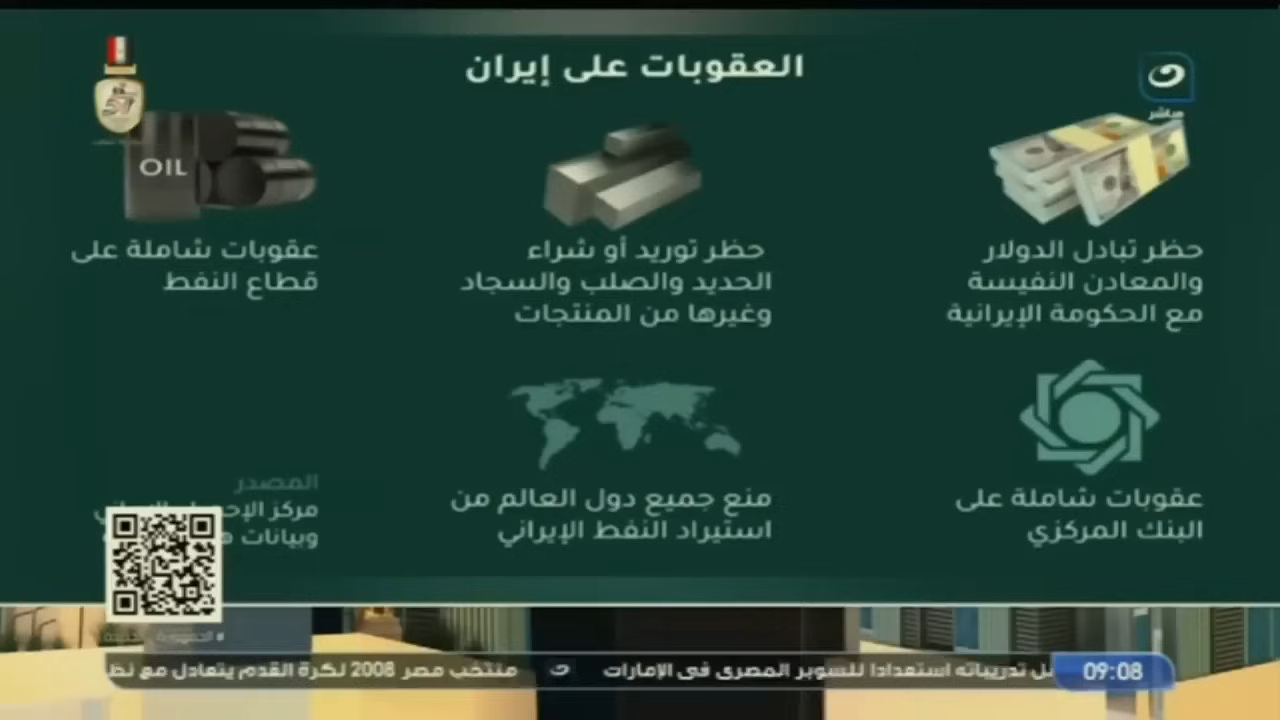 العقوبات على إيران
مباشر
حظر تبادل الدولار
والمعادن النفيسة
مع الحكومة الإيرانية
حظر توريد أو شراء
الحديد والصلب والسجاد
وغيرها من المنتجات
OIL
عقوبات شاملة على
قطاع النفط
عقوبات شاملة على
البنك المركزي
منع جميع دول العالم من
استيراد النفط الإيراني
المصدر
مركز
وبيانات
09:08
تدريباته استعدادا للسوبر المصرى فى الإمارات
منتخب مصر 2008 لكرة القدم يتعادل مع